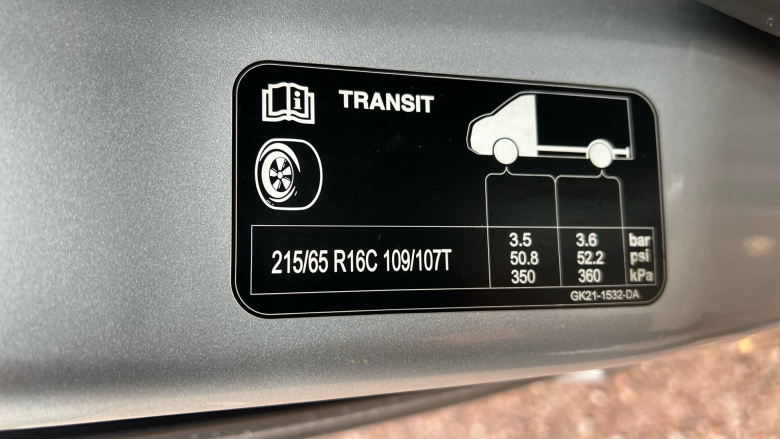 TRANSIT
215/65 R16C 109/107T
3.5 3.6 bar
50.8 52.2 psi
350 360 kPa
GK21-1532-DA